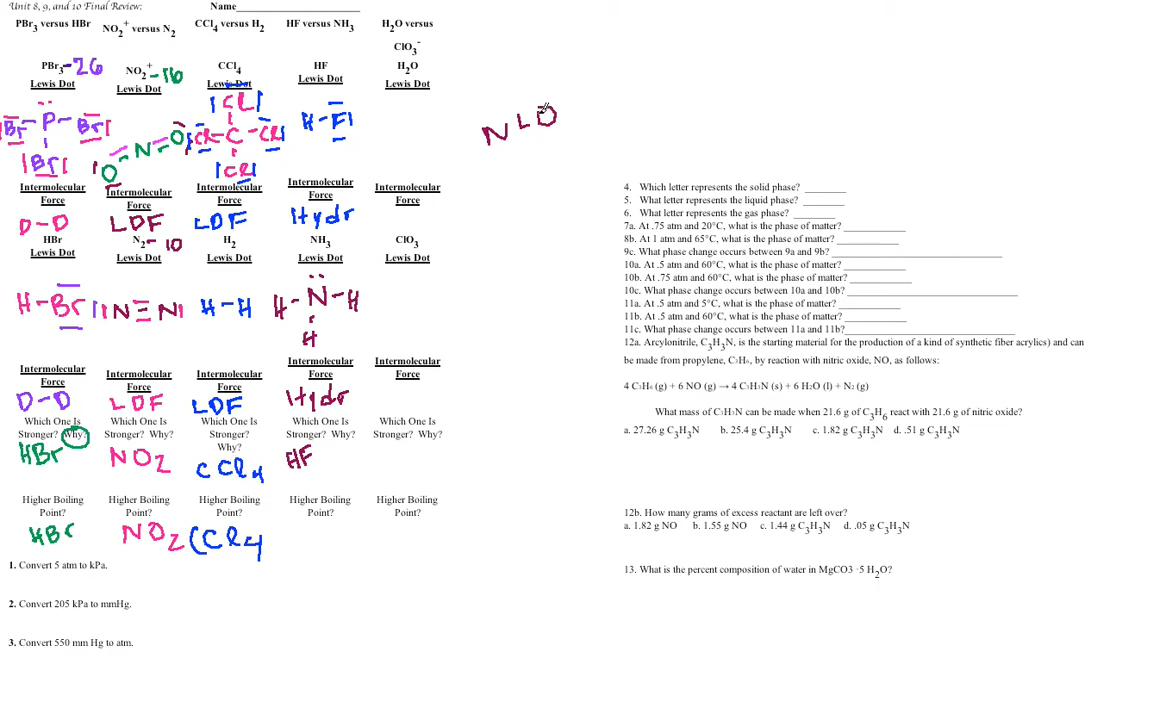 Unit 8, 9, and 10 Final Review: Name
PBr3 versus HBr NO2+ versus N2 CCl4 versus H2 HF versus NH3 H2O versus ClO3-
PBr3 -26 NO2+ -16 CCl4 HF H2O
Lewis Dot Lewis Dot Lewis Dot Lewis Dot Lewis Dot
Cl
Br-P-Br O=N=O Cl-C-Cl H-F N L O
Br Cl
Intermolecular Force Intermolecular Force Intermolecular Force Intermolecular Force Intermolecular Force
D-D LDF LDF Hydr
HBr N2 - 10 H2 NH3 ClO3
Lewis Dot Lewis Dot Lewis Dot Lewis Dot Lewis Dot
H-Br N≡N H-H H-N-H
H
Intermolecular Force Intermolecular Force Intermolecular Force Intermolecular Force Intermolecular Force
D-D LDF LDF Hydr
Which One Is Stronger? Why? Which One Is Stronger? Why? Which One Is Stronger? Why? Which One Is Stronger? Why? Which One Is Stronger? Why?
HBr NO2 CCl4 HF
Higher Boiling Point? Higher Boiling Point? Higher Boiling Point? Higher Boiling Point? Higher Boiling Point?
HBr NO2 CCl4
1. Convert 5 atm to kPa.
2. Convert 205 kPa to mmHg.
3. Convert 550 mm Hg to atm.
4. Which letter represents the solid phase?
5. What letter represents the liquid phase?
6. What letter represents the gas phase?
7a. At .75 atm and 20°C, what is the phase of matter?
8b. At 1 atm and 65°C, what is the phase of matter?
9c. What phase change occurs between 9a and 9b?
10a. At .5 atm and 60°C, what is the phase of matter?
10b. At .75 atm and 60°C, what is the phase of matter?
10c. What phase change occurs between 10a and 10b?
11a. At .5 atm and 5°C, what is the phase of matter?
11b. At .5 atm and 60°C, what is the phase of matter?
11c. What phase change occurs between 11a and 11b?
12a. Arcylonitrile, C3H3N, is the starting material for the production of a kind of synthetic fiber acrylics) and can
be made from propylene, C3H6, by reaction with nitric oxide, NO, as follows:
4 C3H6 (g) + 6 NO (g) → 4 C3H3N (s) + 6 H2O (l) + N2 (g)
What mass of C3H3N can be made when 21.6 g of C3H6 react with 21.6 g of nitric oxide?
a. 27.26 g C3H3N b. 25.4 g C3H3N c. 1.82 g C3H3N d. .51 g C3H3N
12b. How many grams of excess reactant are left over?
a. 1.82 g NO b. 1.55 g NO c. 1.44 g C3H3N d. .05 g C3H3N
13. What is the percent composition of water in MgCO3 ·5 H2O?